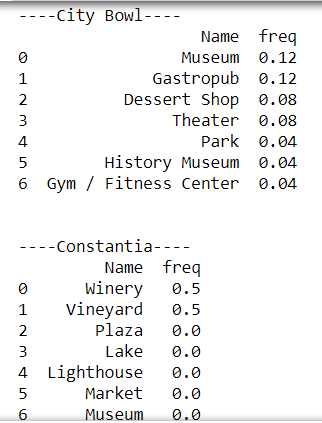 ----City Bowl----
Name freq
0 Museum 0.12
1 Gastropub 0.12
2 Dessert Shop 0.08
3 Theater 0.08
4 Park 0.04
5 History Museum 0.04
6 Gym / Fitness Center 0.04
----Constantia----
Name freq
0 Winery 0.5
1 Vineyard 0.5
2 Plaza 0.0
3 Lake 0.0
4 Lighthouse 0.0
5 Market 0.0
6 Museum 0.0